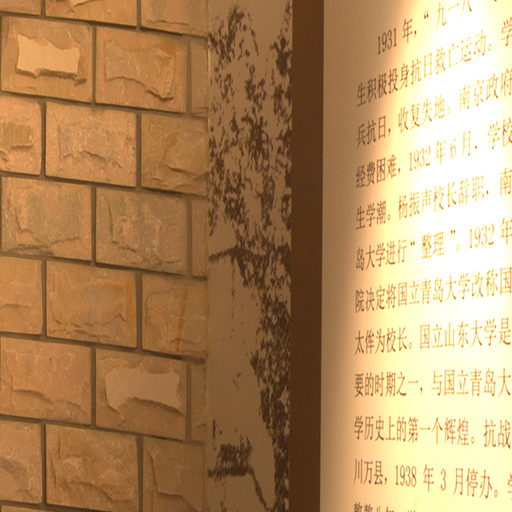 1931 年，“ 九一八
生积极投身抗日救亡运动。学
兵抗日，收复失地。南京政府
经费困难，1932 年 6 月，学校
生学潮。杨振声校长辞职，南
岛大学进行“ 整理 ”。1932 年
院决定将国立青岛大学改称国
太侔为校长。国立山东大学是
要的时期之一，与国立青岛大
学历史上的第一个辉煌。抗战
川万县，1938 年 3 月停办。学